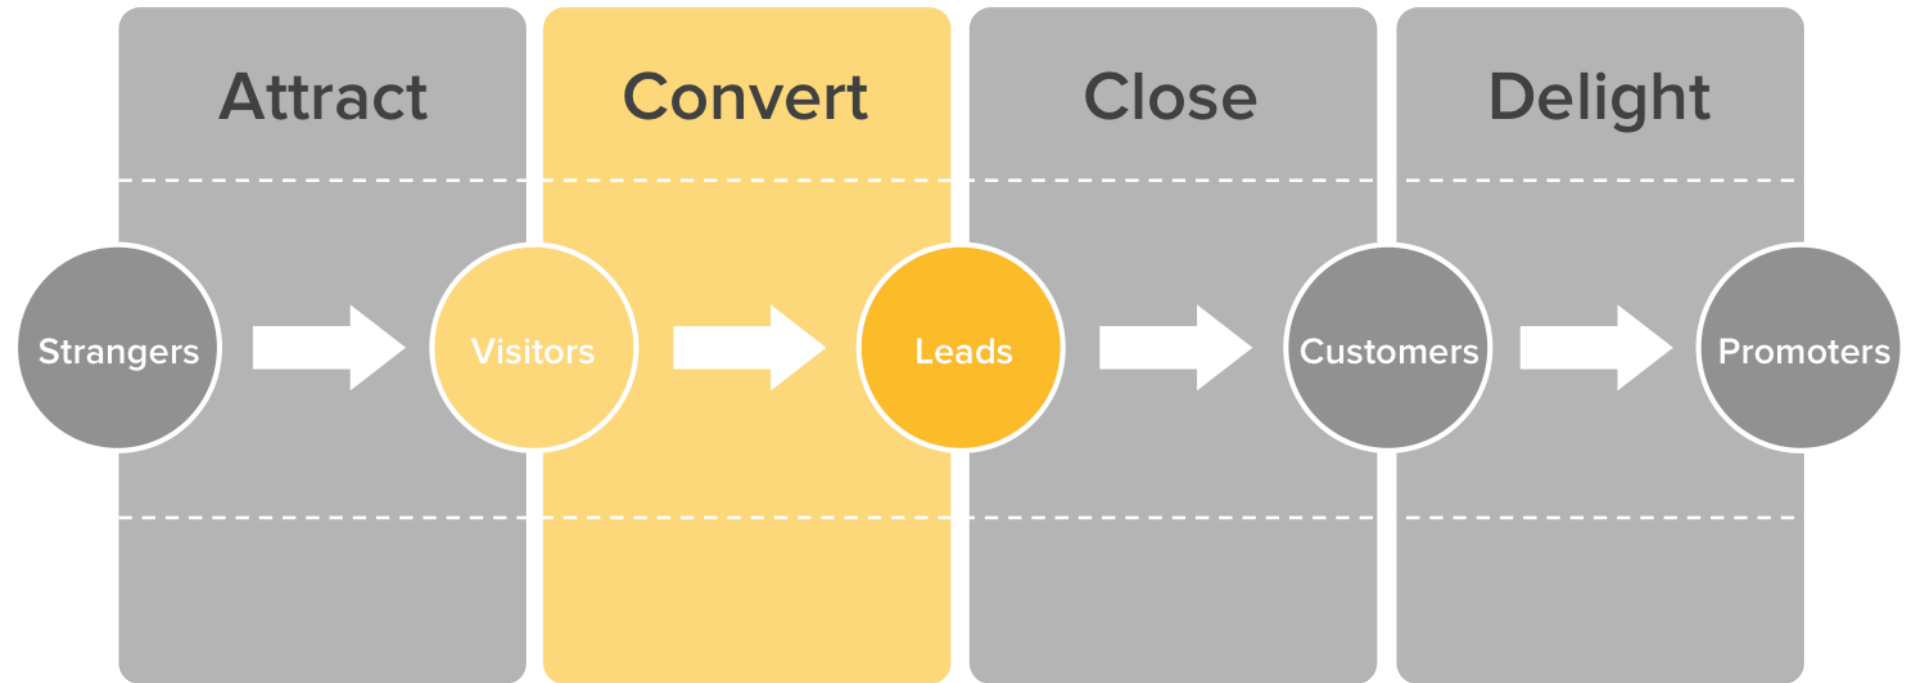 Attract
Convert
Close
Delight
Strangers
Visitors
Leads
Customers
Promoters